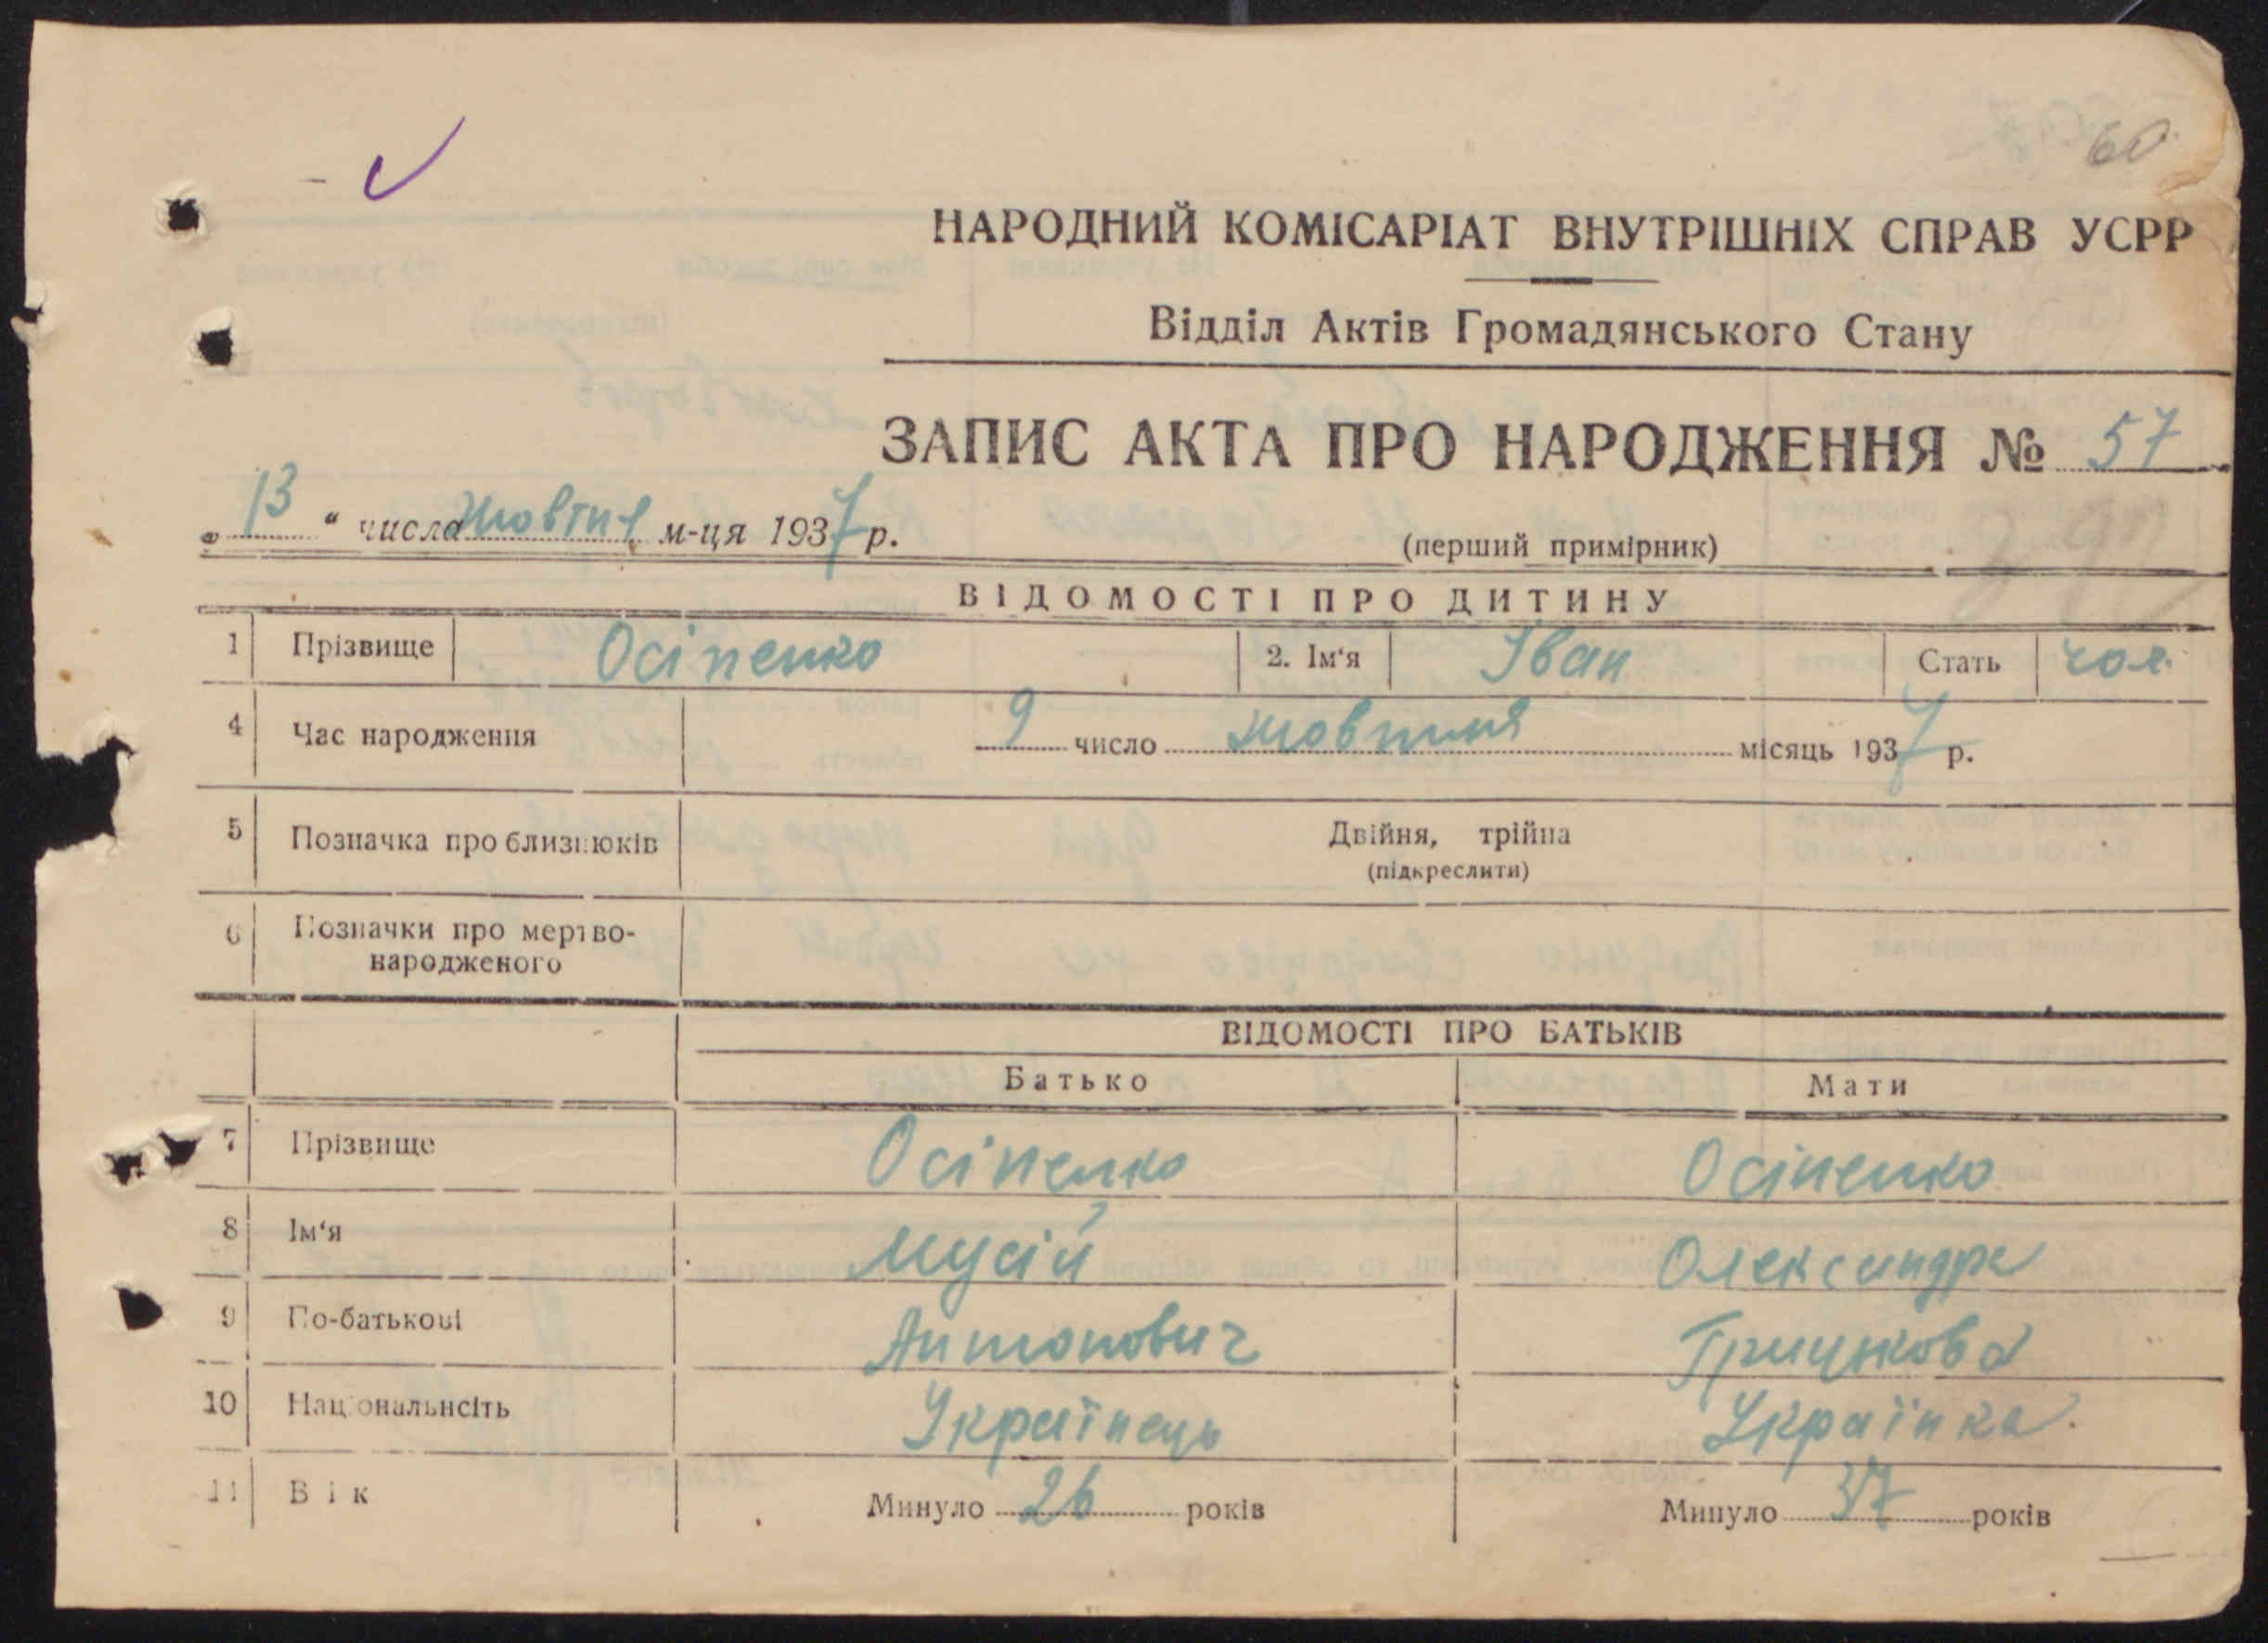 60
НАРОДНИЙ КОМІСАРІАТ ВНУТРІШНІХ СПРАВ УСРР
Відділ Актів Громадянського Стану
ЗАПИС АКТА ПРО НАРОДЖЕННЯ № 57
„ 13 “ числа жовтня м-ця 1937 р.
(перший примірник)
ВІДОМОСТІ ПРО ДИТИНУ
1 Прізвище Осіпенко 2. Ім‘я Іван Стать чол.
4 Час народження 9 число жовтня місяць 1937 р.
5 Позначка про близнюків Двійня, трійна
(підкреслити)
6 Позначки про мертво-
народженого
ВІДОМОСТІ ПРО БАТЬКІВ
Батько Мати
7 Прізвище Осіпенко Осіпенко
8 Ім‘я Мусій Олександра
9 По-батькові Антонович
10 Національнсіть Українець Українка.
11 Вік Минуло 26 років Минуло 37 років